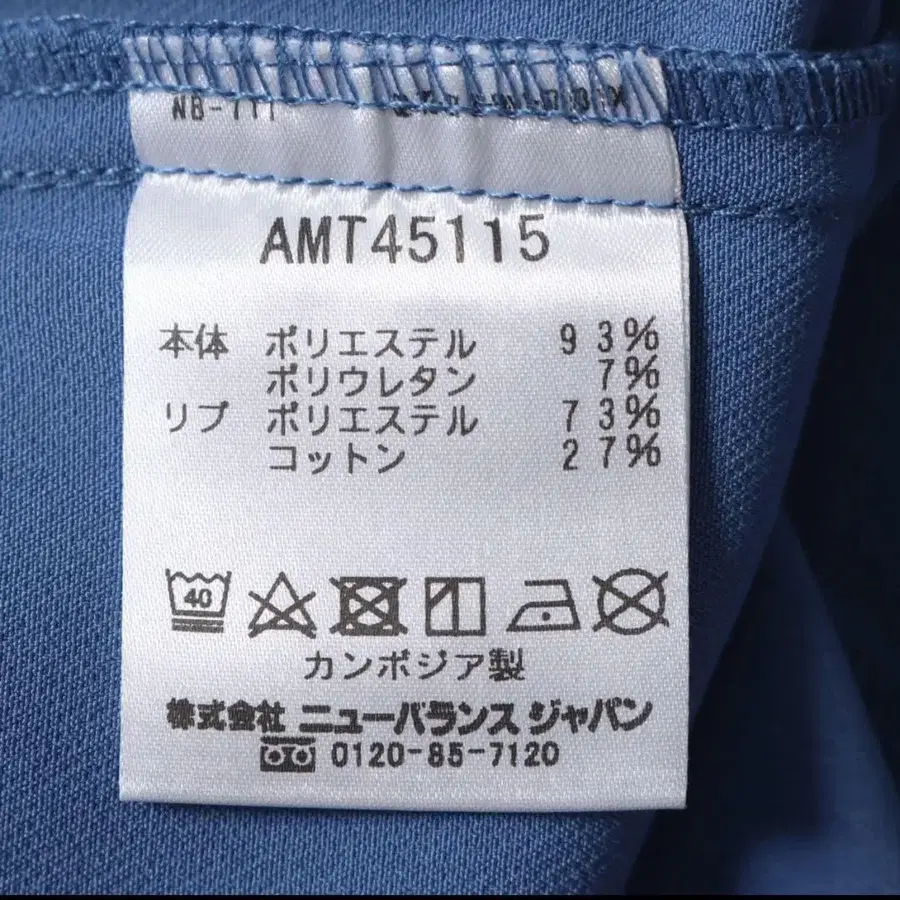 NB-711
AMT45115
本体 ポリエステル 93%
ポリウレタン 7%
リブ ポリエステル 73%
コットン 27%
40
カンボジア製
株式会社 ニューバランス ジャパン
0120-85-7120